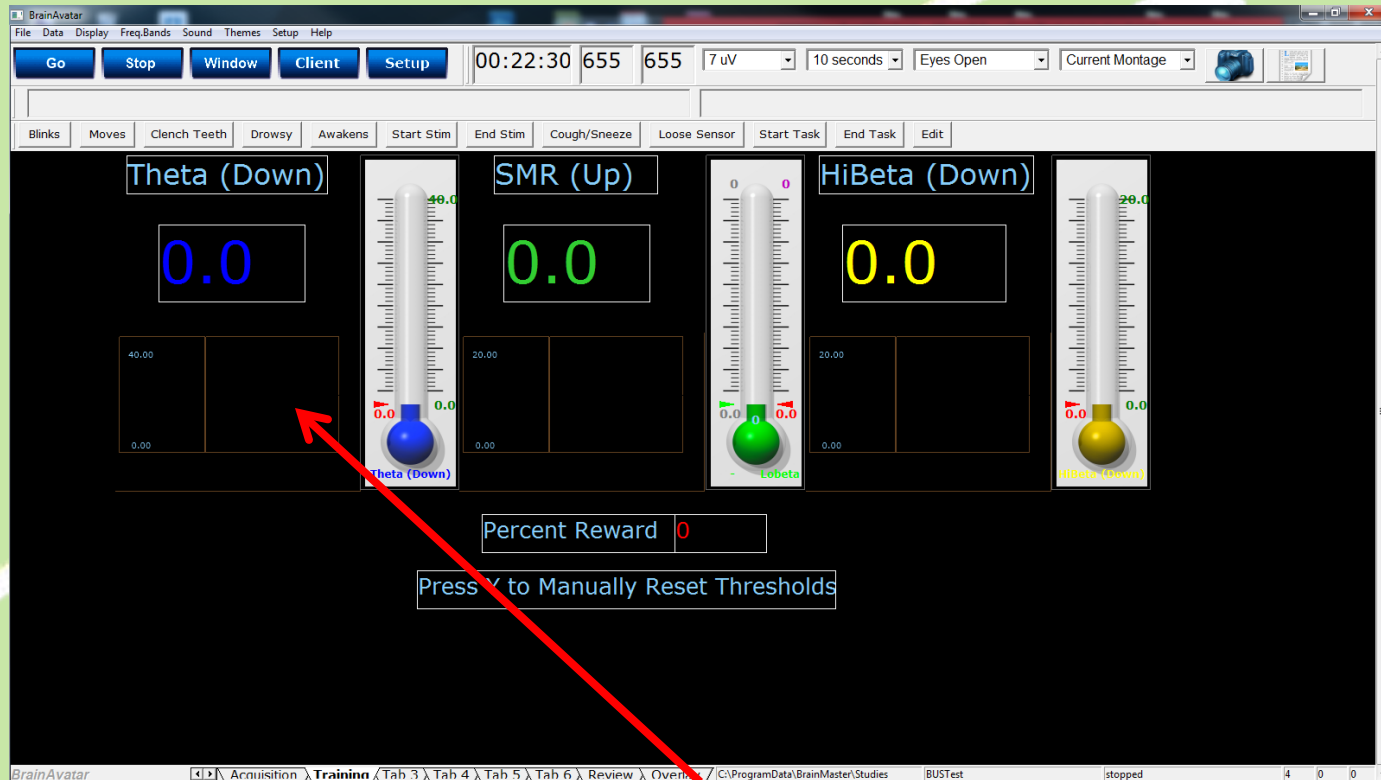 BrainAvatar
File Data Display Freq.Bands Sound Themes Setup Help
Go Stop Window Client Setup 00:22:30 655 655 7 uV 10 seconds Eyes Open Current Montage
Blinks Moves Clench Teeth Drowsy Awakens Start Stim End Stim Cough/Sneeze Loose Sensor Start Task End Task Edit
Theta (Down) SMR (Up) HiBeta (Down)
0 0
40.0 20.0
0.0 0.0 0.0
40.00 20.00 20.00
0.0 0.0 0.0 0 0.0 0.0 0.0
0.00 0.00 0.00
Theta (Down) - Lobeta HiBeta (Down)
Percent Reward 0
Press Y to Manually Reset Thresholds
BrainAvatar Acquisition Training Tab 3 Tab 4 Tab 5 Tab 6 Review C:\ProgramData\BrainMaster\Studies BUSTest stopped 4 0 0